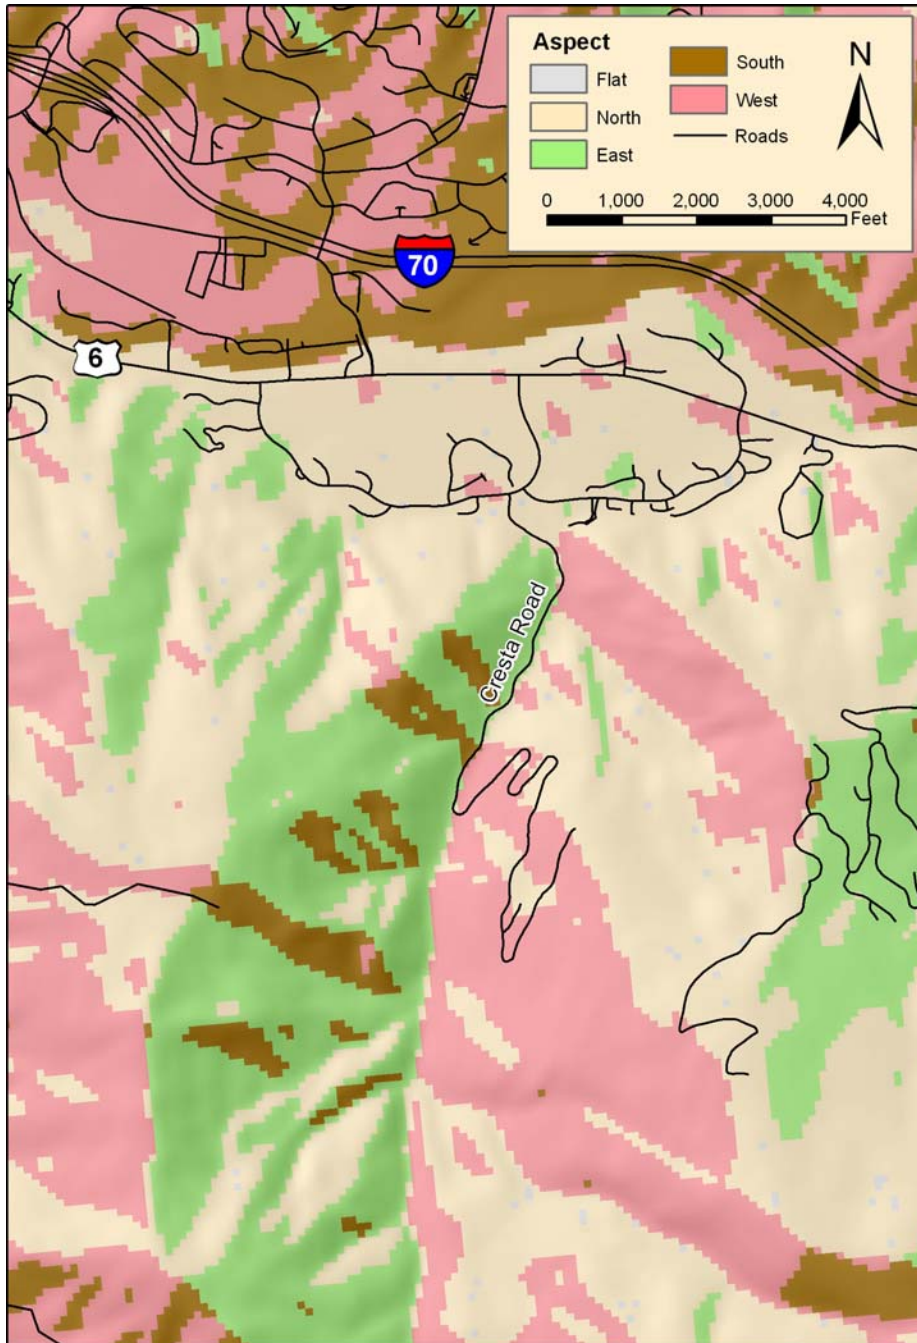 Aspect
Flat
North
East
South
West
Roads
N
0 1,000 2,000 3,000 4,000
Feet
70
6
Cresta Road